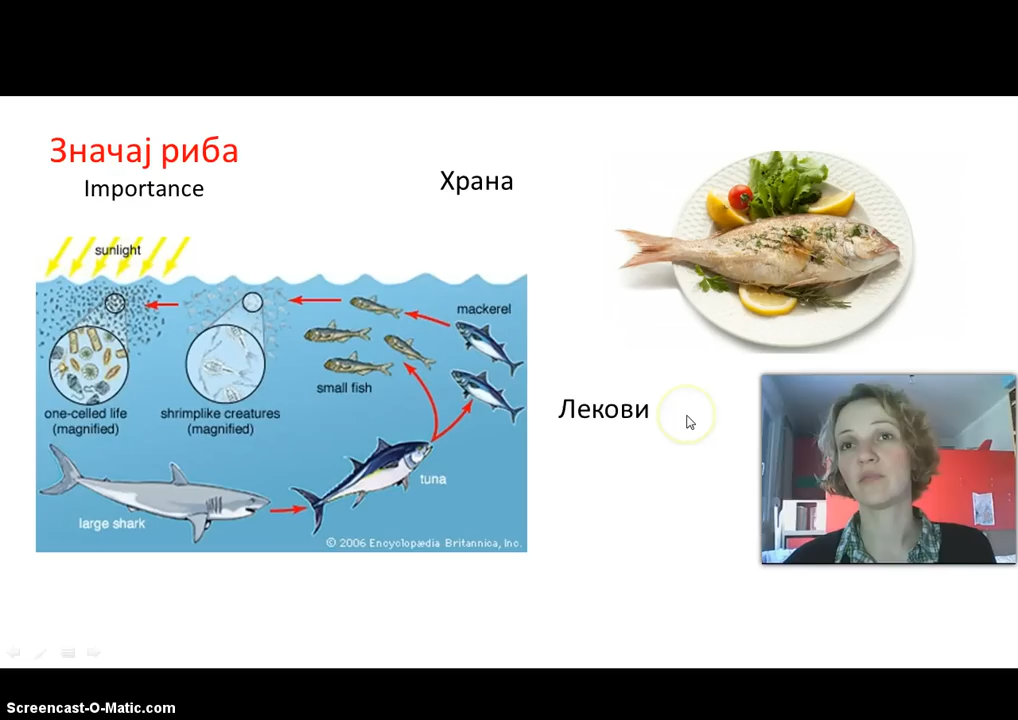 Значај риба
Importance
Храна
sunlight
mackerel
small fish
one-celled life
(magnified)
shrimplike creatures
(magnified)
Лекови
tuna
large shark
© 2006 Encyclopædia Britannica, Inc.
Screencast-O-Matic.com